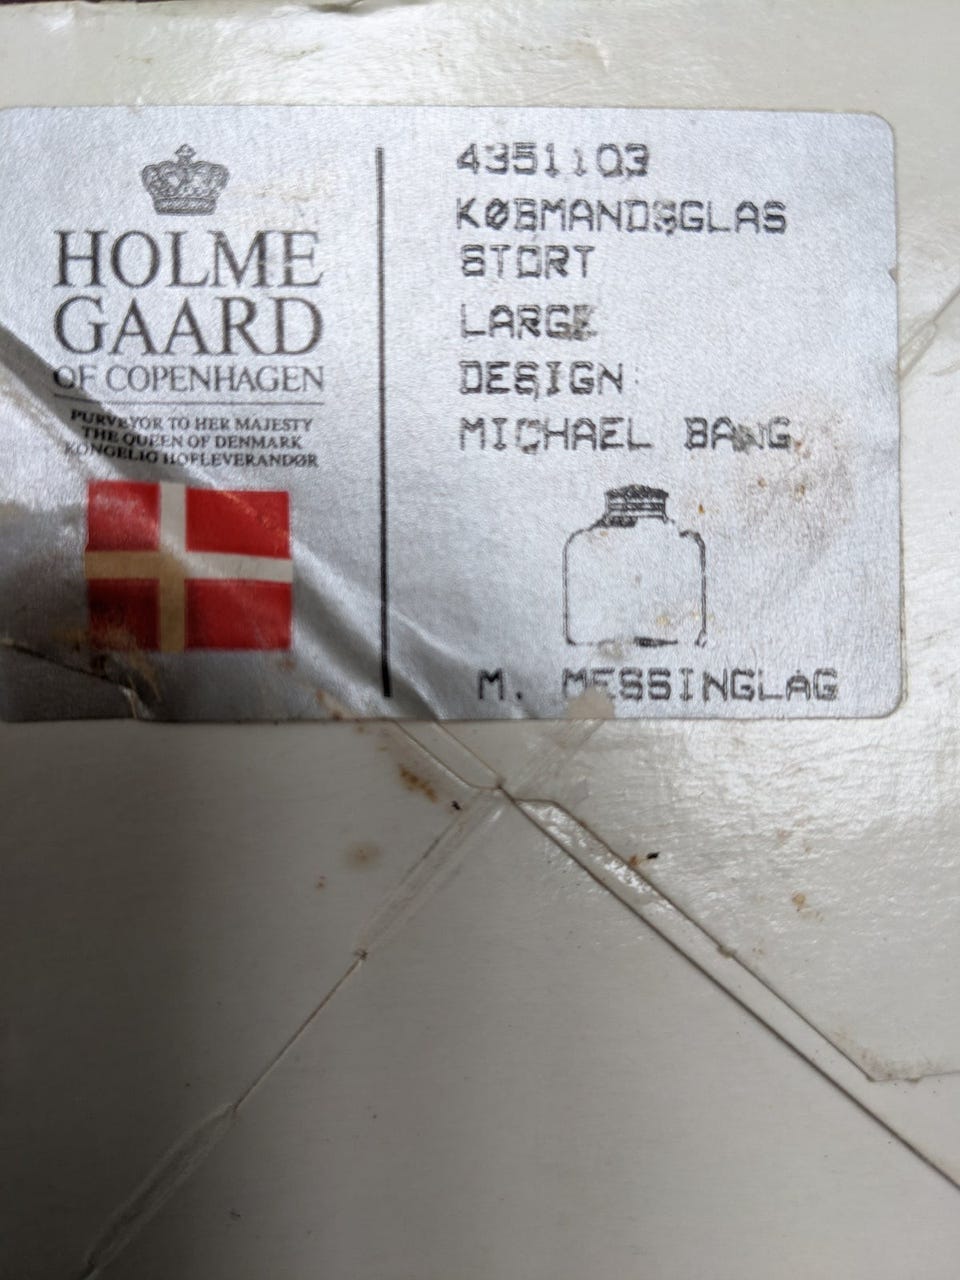 HOLME
GAARD
OF COPENHAGEN
PURVEYOR TO HER MAJESTY
THE QUEEN OF DENMARK
KONGELIG HOFLEVERANDØR
4351103
KØBMANDSGLAS
STORT
LARGE
DESIGN
MICHAEL BANG
M. MESSINGLÅG